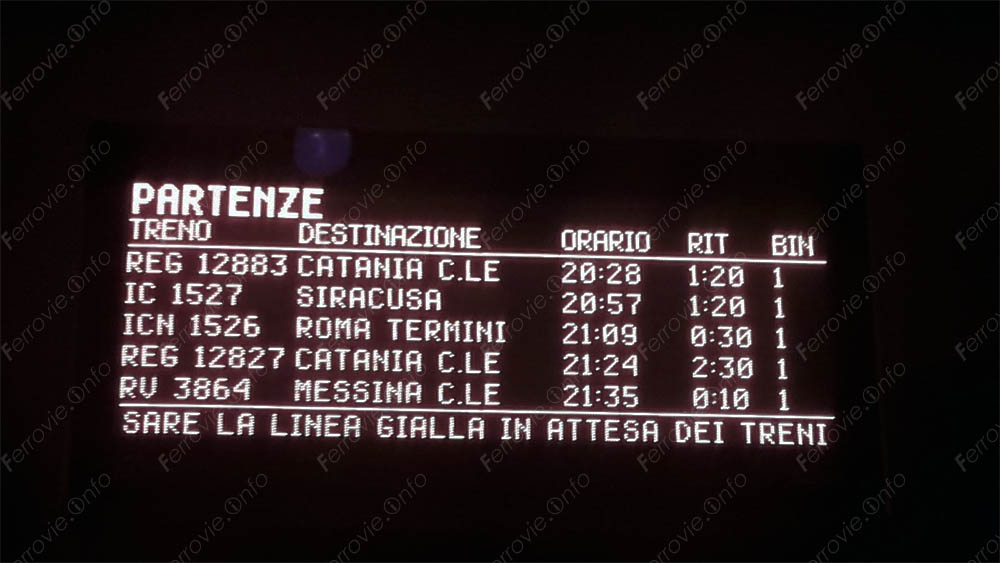 PARTENZE
TRENO DESTINAZIONE ORARIO RIT BIN
REG 12883 CATANIA C.LE 20:28 1:20 1
IC 1527 SIRACUSA 20:57 1:20 1
ICN 1526 ROMA TERMINI 21:09 0:30 1
REG 12827 CATANIA C.LE 21:24 2:30 1
RV 3864 MESSINA C.LE 21:35 0:10 1
SARE LA LINEA GIALLA IN ATTESA DEI TRENI
Ferrovie.info